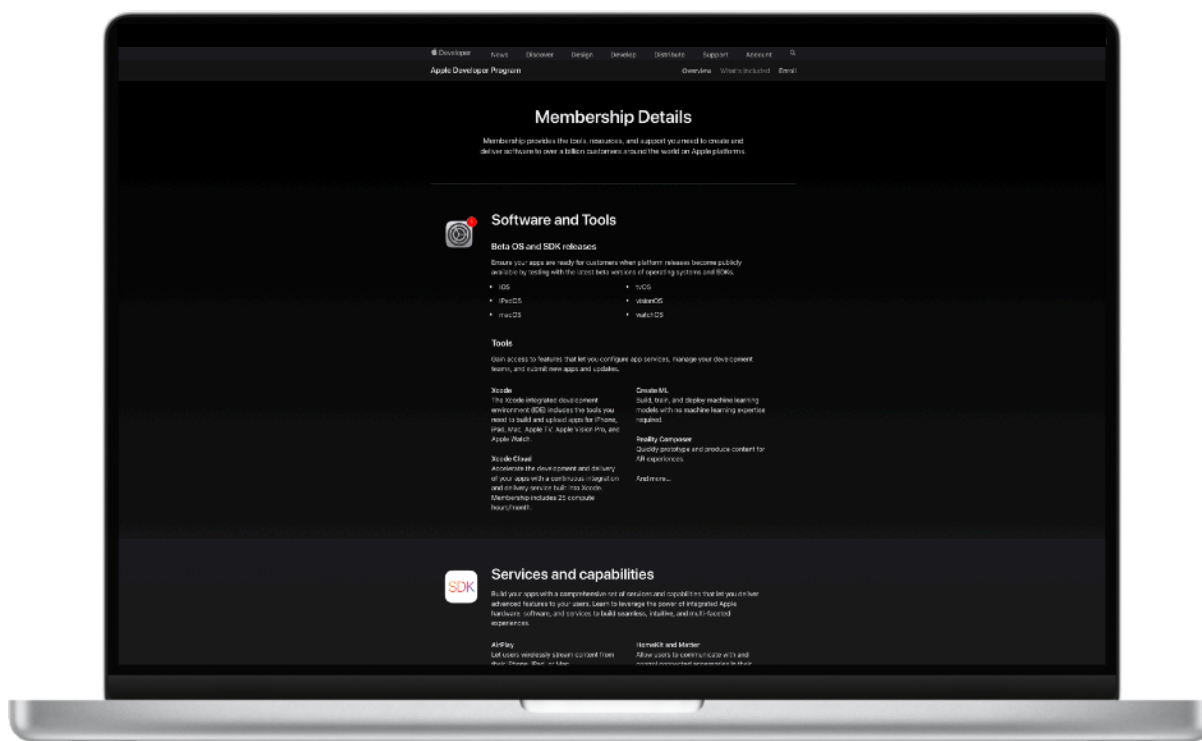 Developer News Discover Design Develop Distribute Support Account
Apple Developer Program Overview What's Included Enroll
Membership Details
Membership provides the tools, resources, and support you need to create and
deliver software to over a billion customers around the world on Apple platforms.
Software and Tools
Beta OS and SDK releases
Ensure your apps are ready for customers when platform releases become publicly
available by testing with the latest beta versions of operating systems and SDKs.
• iOS
• iPadOS
• macOS
• tvOS
• visionOS
• watchOS
Tools
Gain access to features that let you configure app services, manage your development
teams, and submit new apps and updates.
Xcode
The Xcode integrated development
environment (IDE) includes the tools you
need to build and upload apps for iPhone,
iPad, Mac, Apple TV, Apple Vision Pro, and
Apple Watch.
Xcode Cloud
Accelerate the development and delivery
of your apps with a continuous integration
and delivery service built into Xcode.
Membership includes 25 compute
hours/month.
Create ML
Build, train, and deploy machine learning
models with no machine learning expertise
required.
Reality Composer
Quickly prototype and produce content for
AR experiences.
And more...
SDK
Services and capabilities
Build your apps with a comprehensive set of services and capabilities that let you deliver
advanced features to your users. Learn to leverage the power of integrated Apple
hardware, software, and services to build seamless, intuitive, and multi-faceted
experiences.
AirPlay
Let users wirelessly stream content from
their iPhone, iPad, or Mac
HomeKit and Matter
Allow users to communicate with and
control connected accessories in their